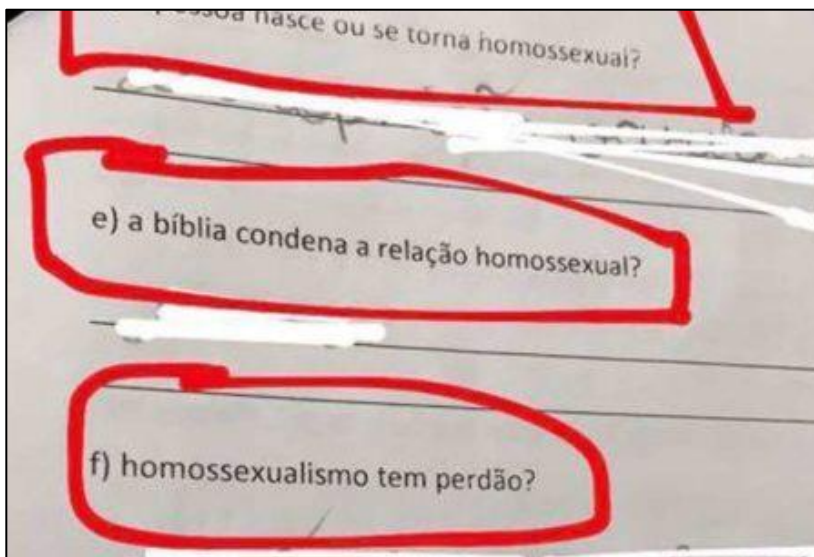 nasce ou se torna homossexual?
e) a bíblia condena a relação homossexual?
f) homossexualismo tem perdão?